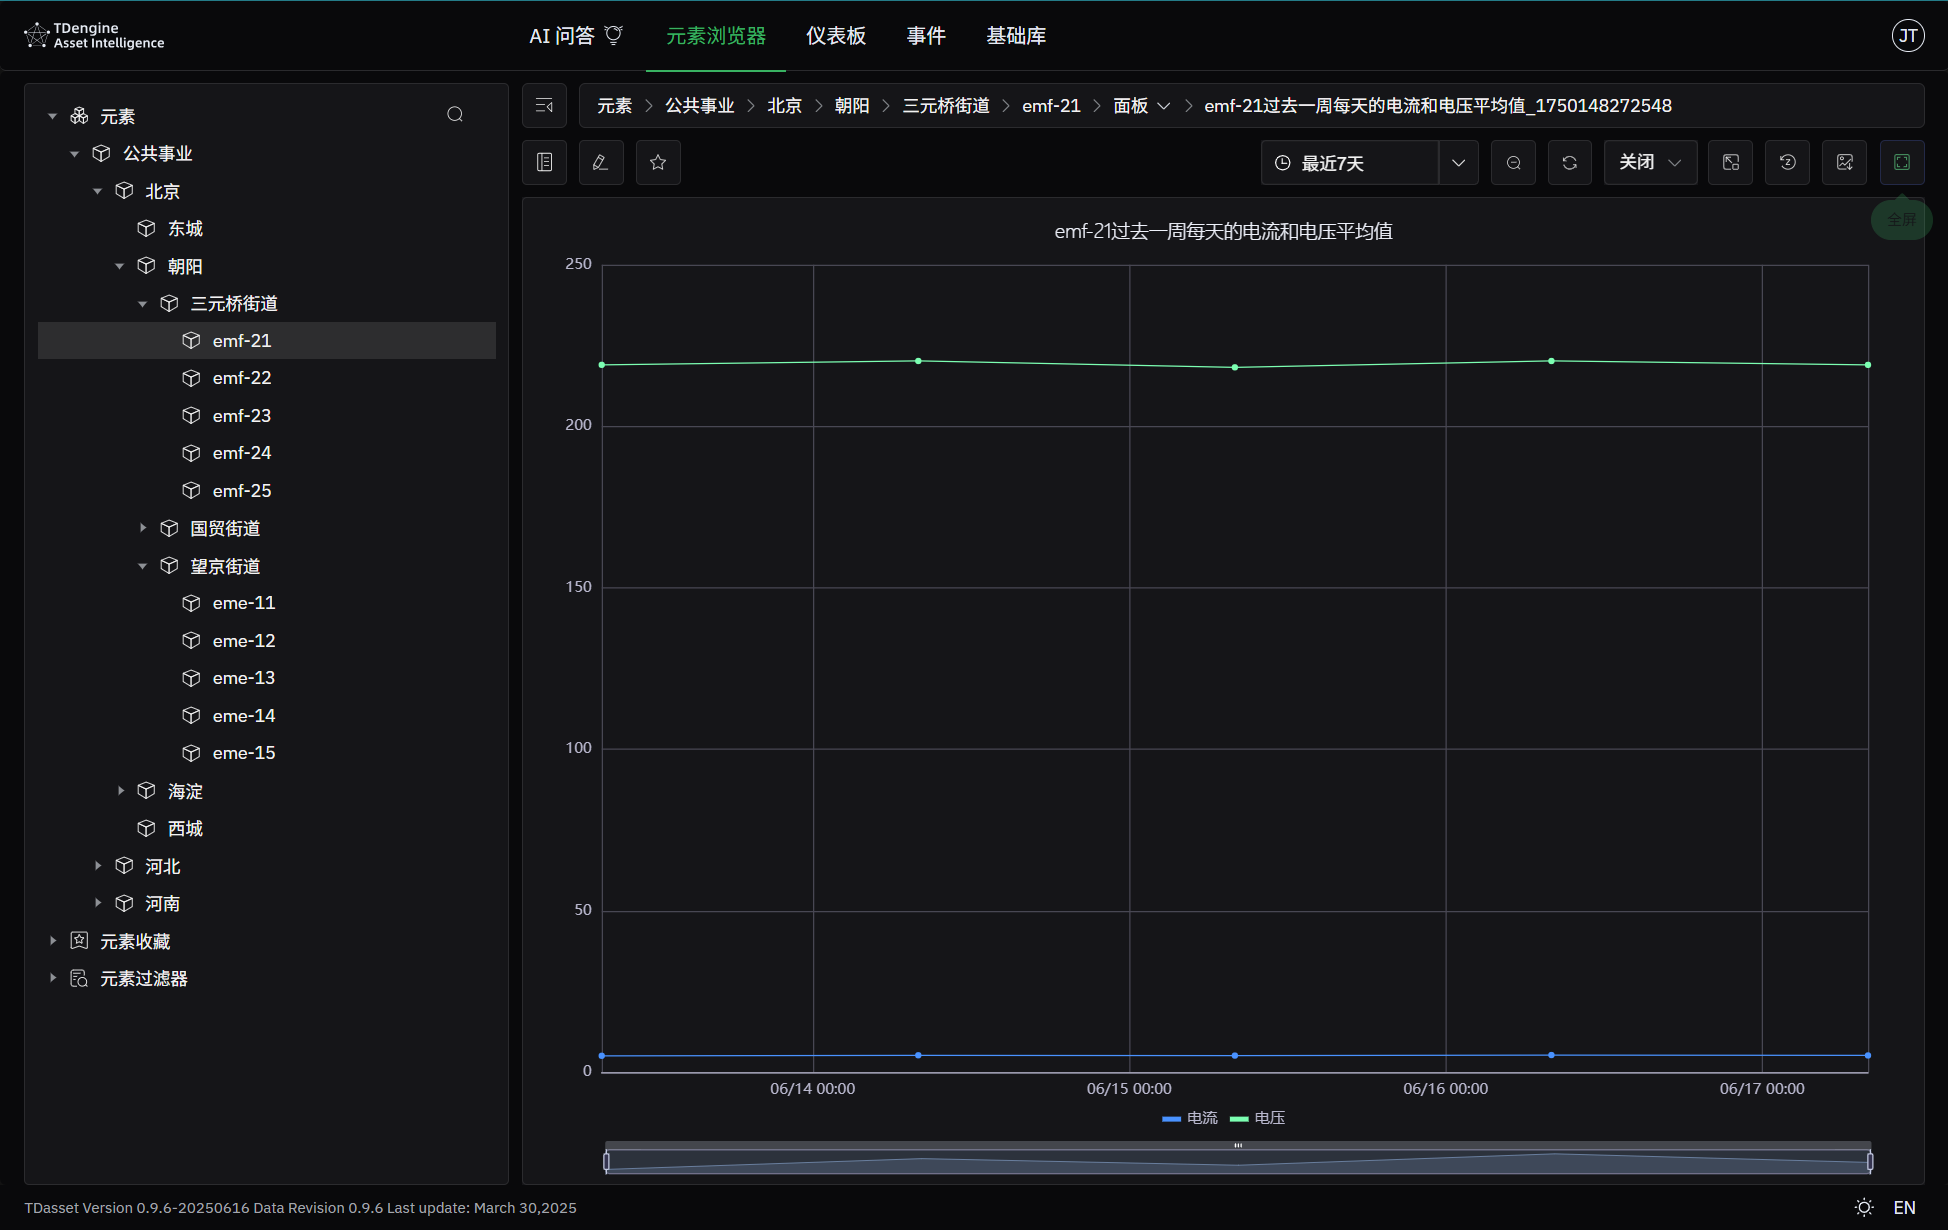 TDengine
Asset Intelligence
AI 问答
元素浏览器
仪表板
事件
基础库
JT
元素
公共事业
北京
东城
朝阳
三元桥街道
emf-21
emf-22
emf-23
emf-24
emf-25
国贸街道
望京街道
eme-11
eme-12
eme-13
eme-14
eme-15
海淀
西城
河北
河南
元素收藏
元素过滤器
元素 > 公共事业 > 北京 > 朝阳 > 三元桥街道 > emf-21 > 面板 > emf-21过去一周每天的电流和电压平均值_1750148272548
最近7天
关闭
全屏
emf-21过去一周每天的电流和电压平均值
250
200
150
100
50
0
06/14 00:00
06/15 00:00
06/16 00:00
06/17 00:00
电流
电压
TDasset Version 0.9.6-20250616 Data Revision 0.9.6 Last update: March 30,2025
EN